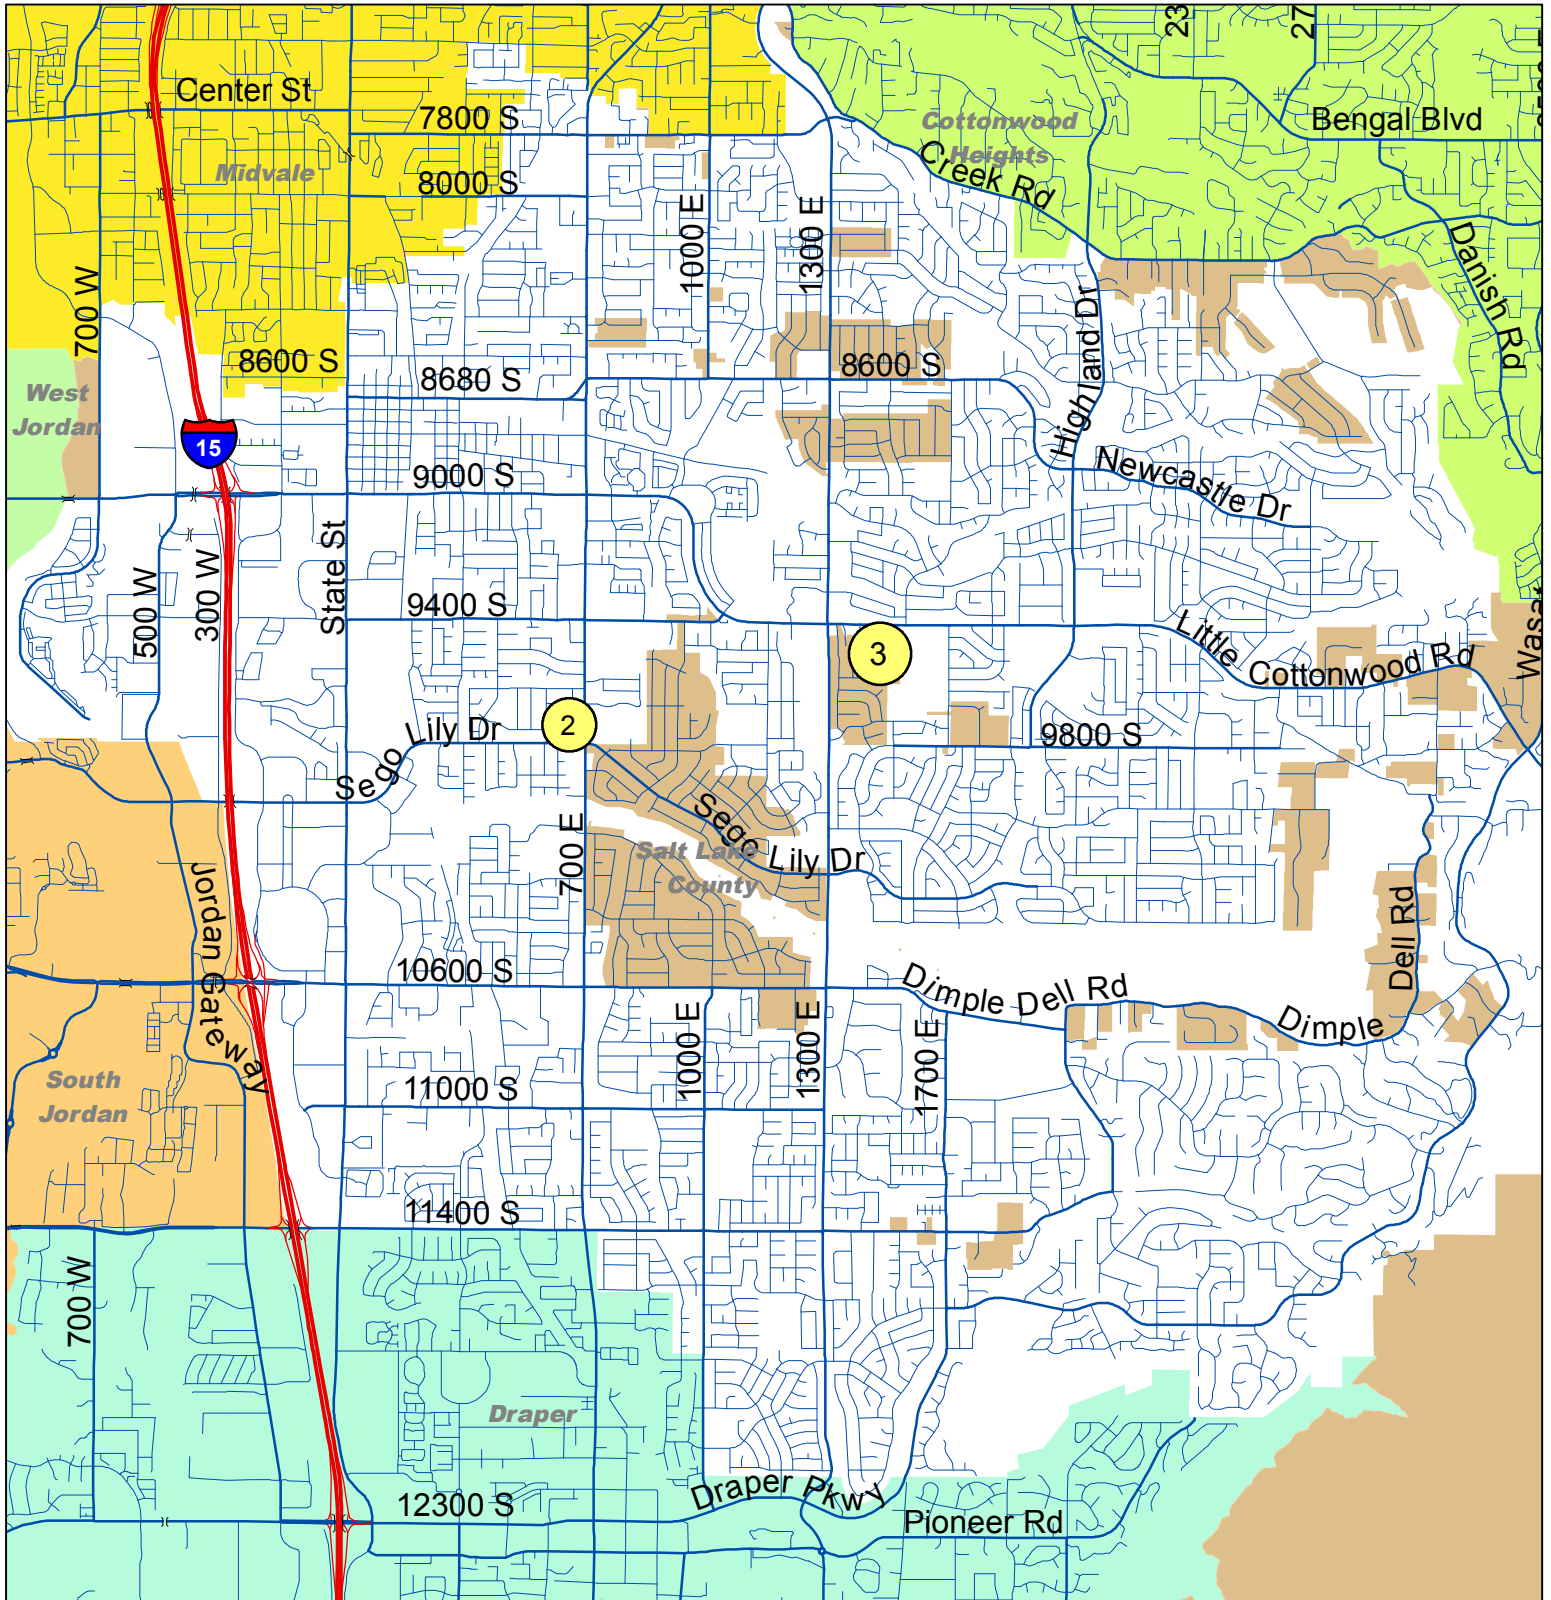 23
27
Center St
7800 S
Bengal Blvd
Cottonwood
Heights
Midvale
8000 S
Creek Rd
1000 E
1300 E
Danish Rd
700 W
Highland Dr
8600 S
8680 S
8600 S
West
Jordan
15
9000 S
Newcastle Dr
State St
300 W
500 W
9400 S
Little Cottonwood Rd
Wasat
3
2
Sego Lily Dr
9800 S
Sego Lily Dr
700 E
Salt Lake
County
Jordan Gateway
Dell Rd
10600 S
Dimple Dell Rd
Dimple
1000 E
1300 E
1700 E
South
Jordan
11000 S
11400 S
700 W
Draper
12300 S
Draper Pkwy
Pioneer Rd